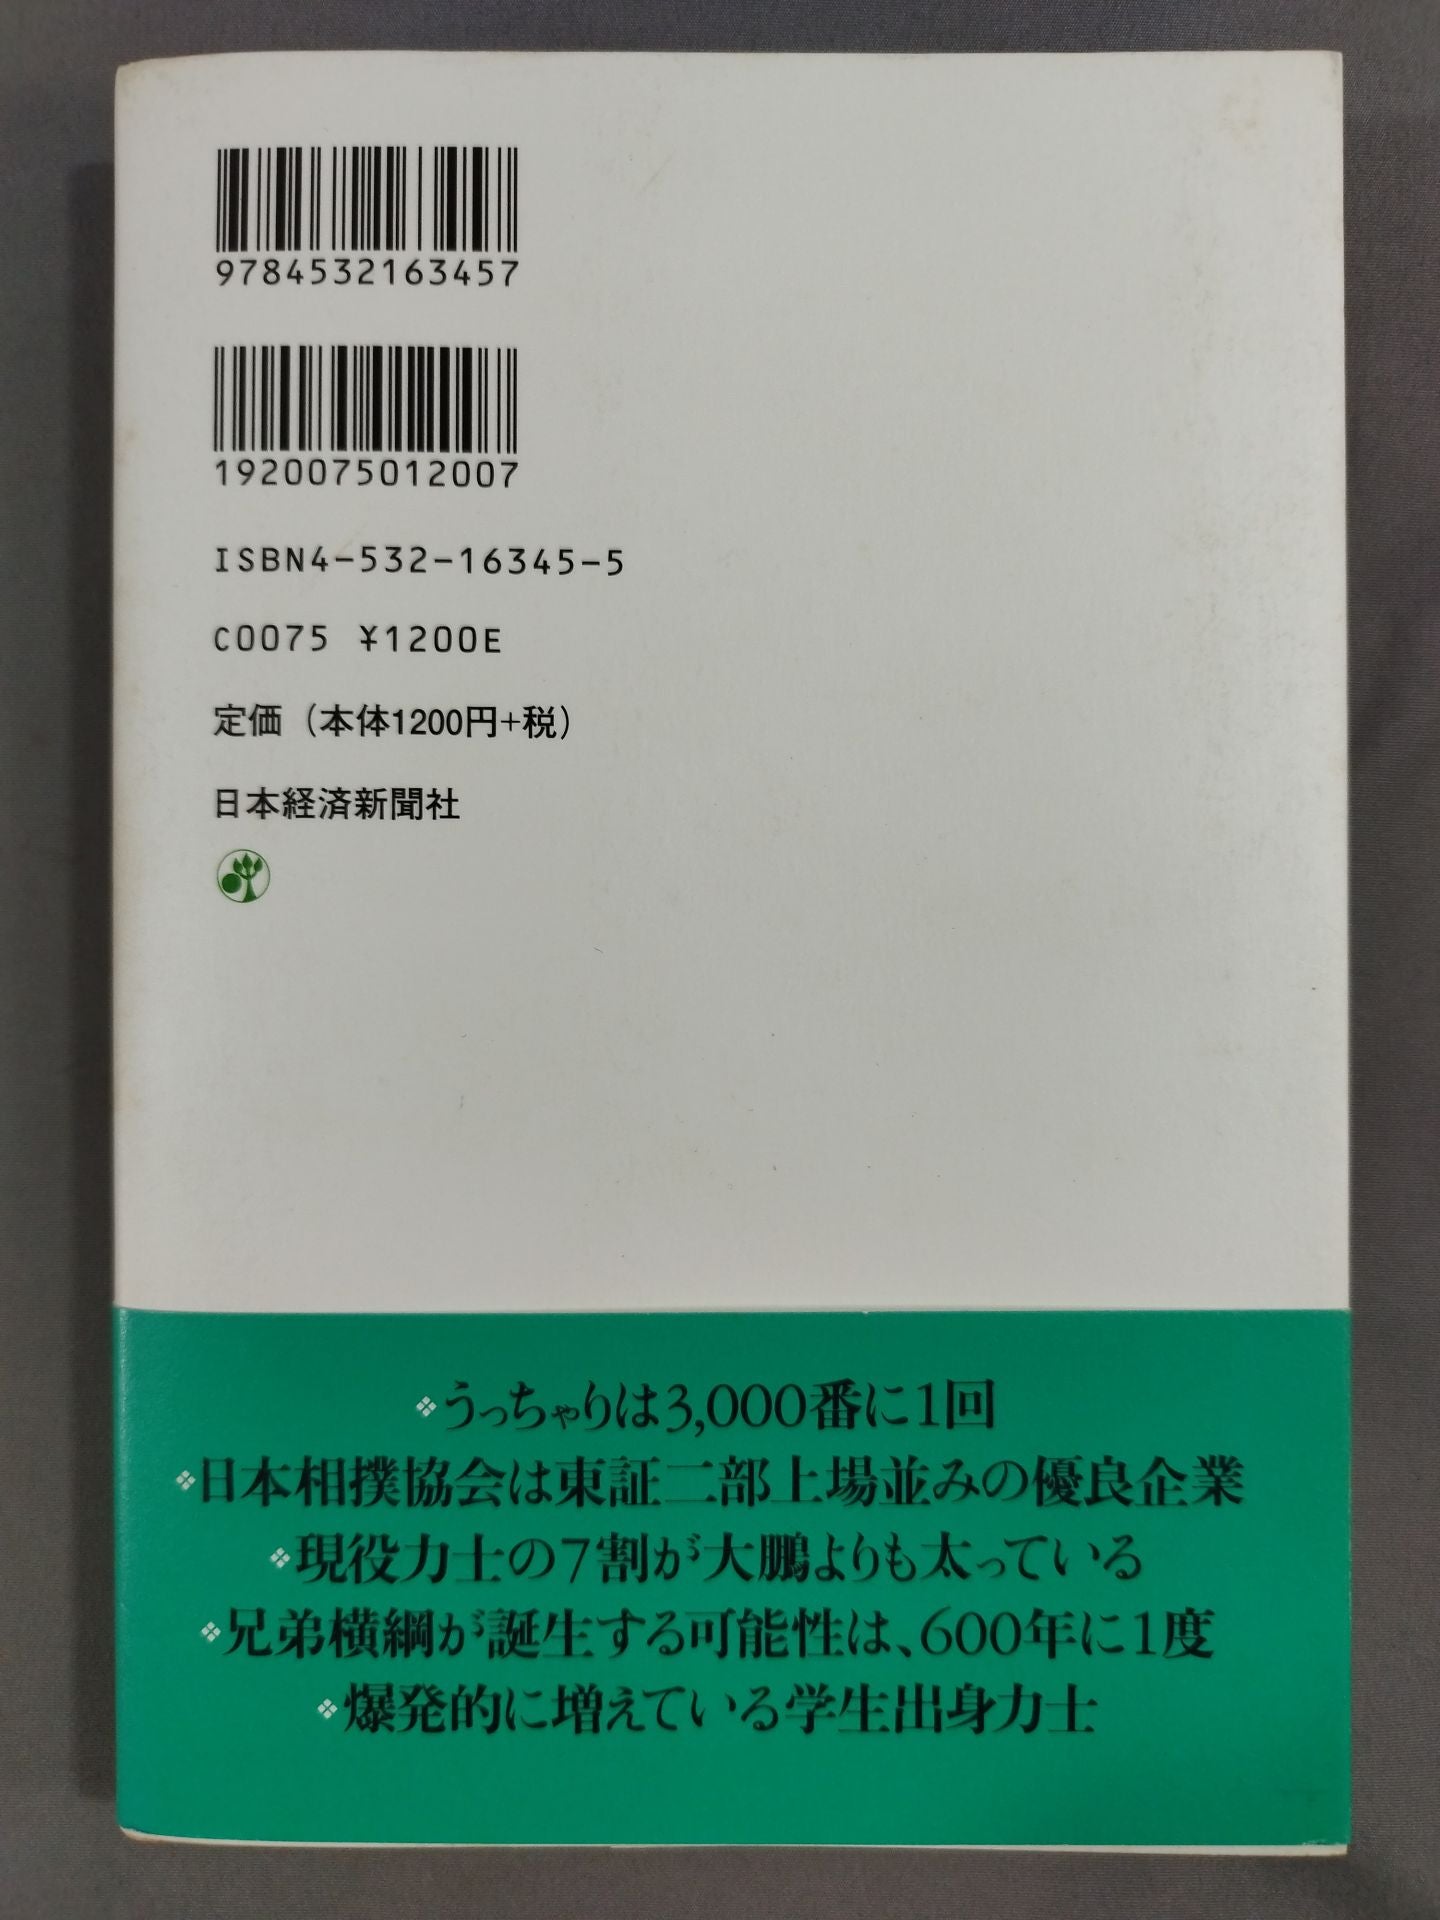 9784532163457
1920075012007
ISBN4-532-16345-5
C0075 ¥1200E
定価（本体1200円+税）
日本経済新聞社
❖うっちゃりは3,000番に1回
❖日本相撲協会は東証二部上場並みの優良企業
❖現役力士の7割が大鵬よりも太っている
❖兄弟横綱が誕生する可能性は、600年に1度
❖爆発的に増えている学生出身力士